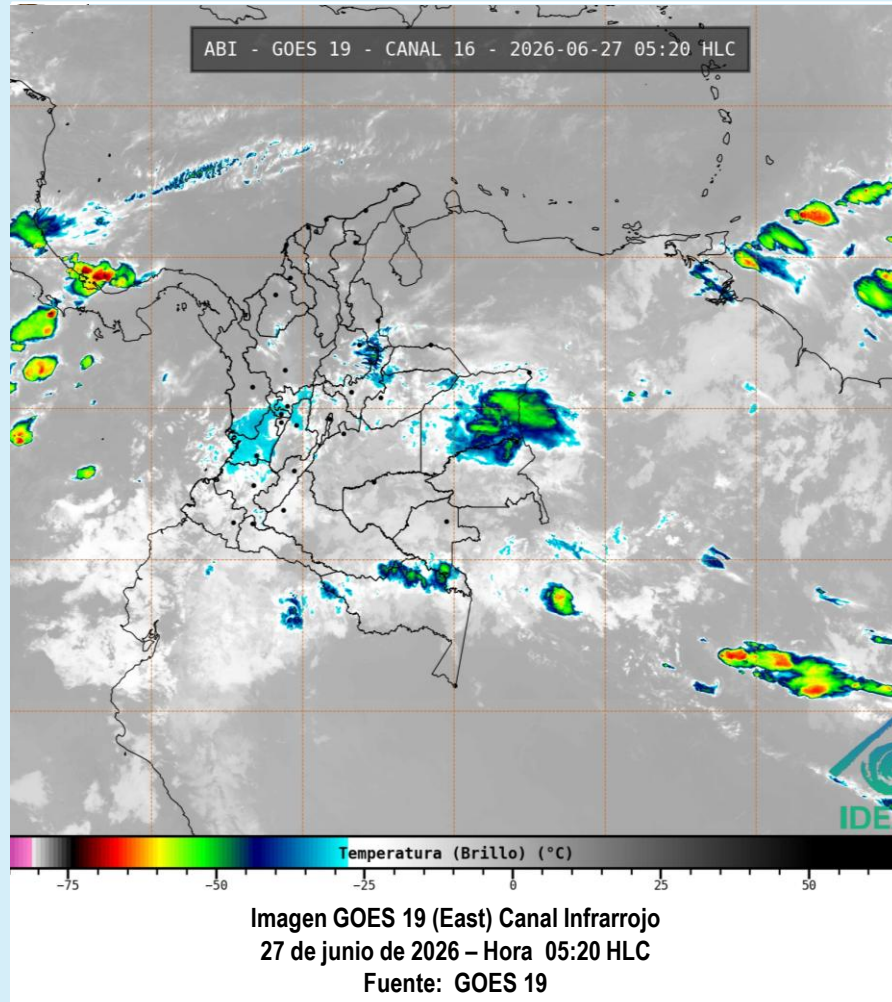 ABI - GOES 19 - CANAL 16 - 2026-06-27 05:20 HLC
IDE
Temperatura (Brillo) (°C)
−75 −50 −25 0 25 50
Imagen GOES 19 (East) Canal Infrarrojo
27 de junio de 2026 – Hora 05:20 HLC
Fuente: GOES 19